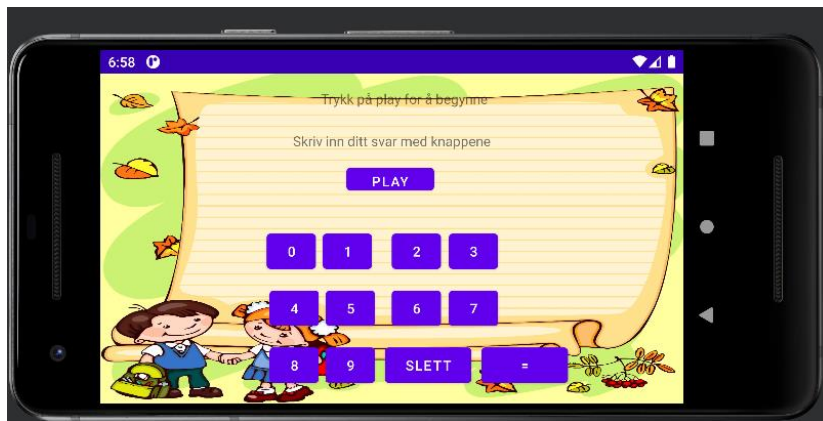 6:58
Trykk på play for å begynne
Skriv inn ditt svar med knappene
PLAY
0 1 2 3
4 5 6 7
8 9 SLETT =